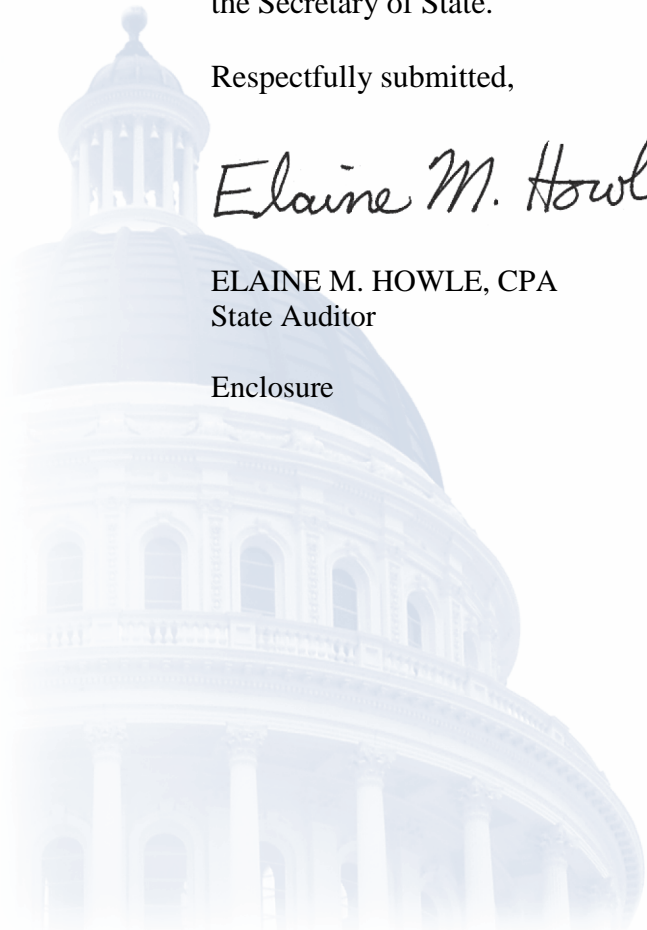 the Secretary of State.
Respectfully submitted,
Elaine M. Howl
ELAINE M. HOWLE, CPA
State Auditor
Enclosure